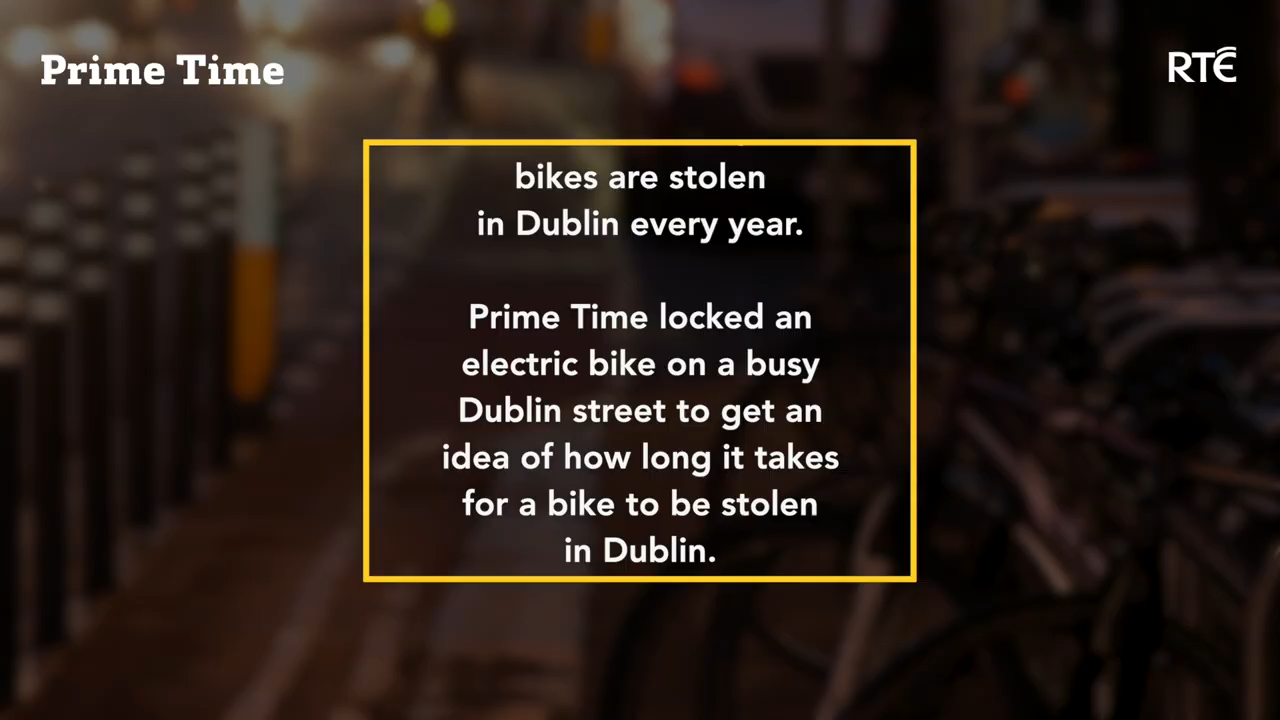 Prime Time
RTÉ
bikes are stolen
in Dublin every year.
Prime Time locked an
electric bike on a busy
Dublin street to get an
idea of how long it takes
for a bike to be stolen
in Dublin.